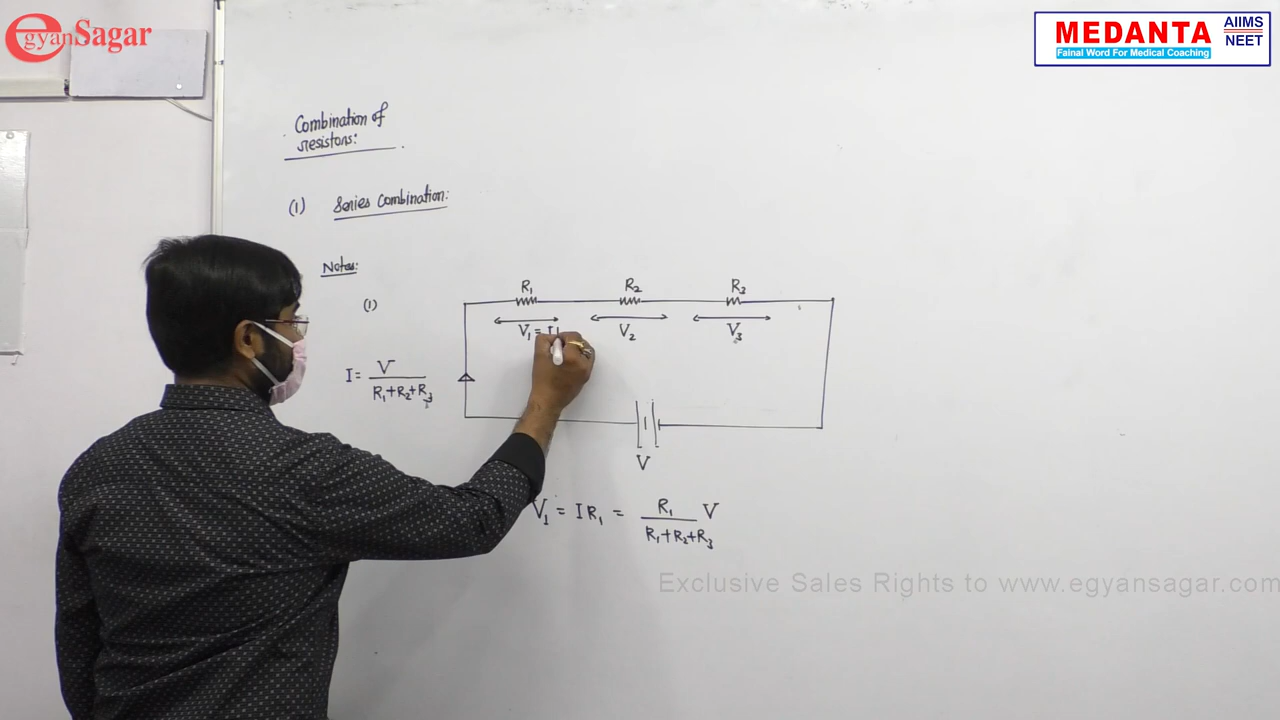 egyanSagar
MEDANTA
AIIMS
NEET
Fainal Word For Medical Coaching
Combination of
resistors:
(1) Series Combination:
Notes:
(1)
R₁ R₂ R₃
V₁ = I V₂ V₃
I = V / R₁+R₂+R₃
V
V₁ = IR₁ = R₁ / R₁+R₂+R₃ V
Exclusive Sales Rights to www.egyansagar.com